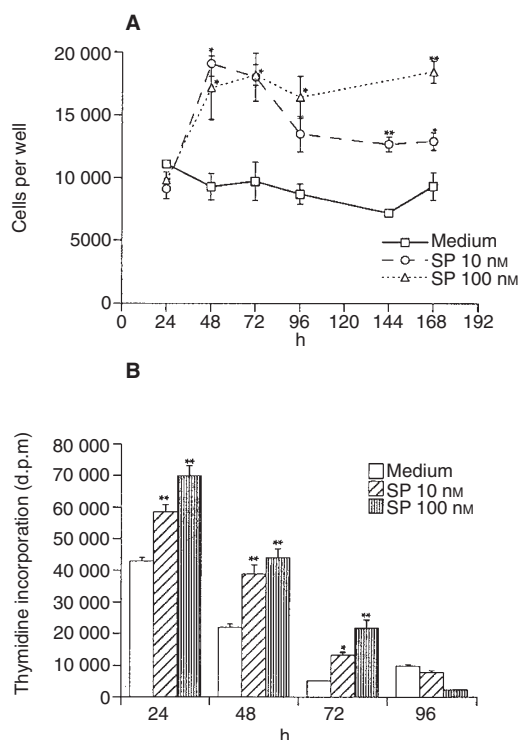 A
Cells per well
20 000
15 000
10 000
5000
0
0 24 48 72 96 120 144 168 192
h
* * * * ** * **
Medium
SP 10 nM
SP 100 nM
B
Thymidine incorporation (d.p.m)
80 000
70 000
60 000
50 000
40 000
30 000
20 000
10 000
0
** ** ** ** * **
Medium
SP 10 nM
SP 100 nM
24 48 72 96
h